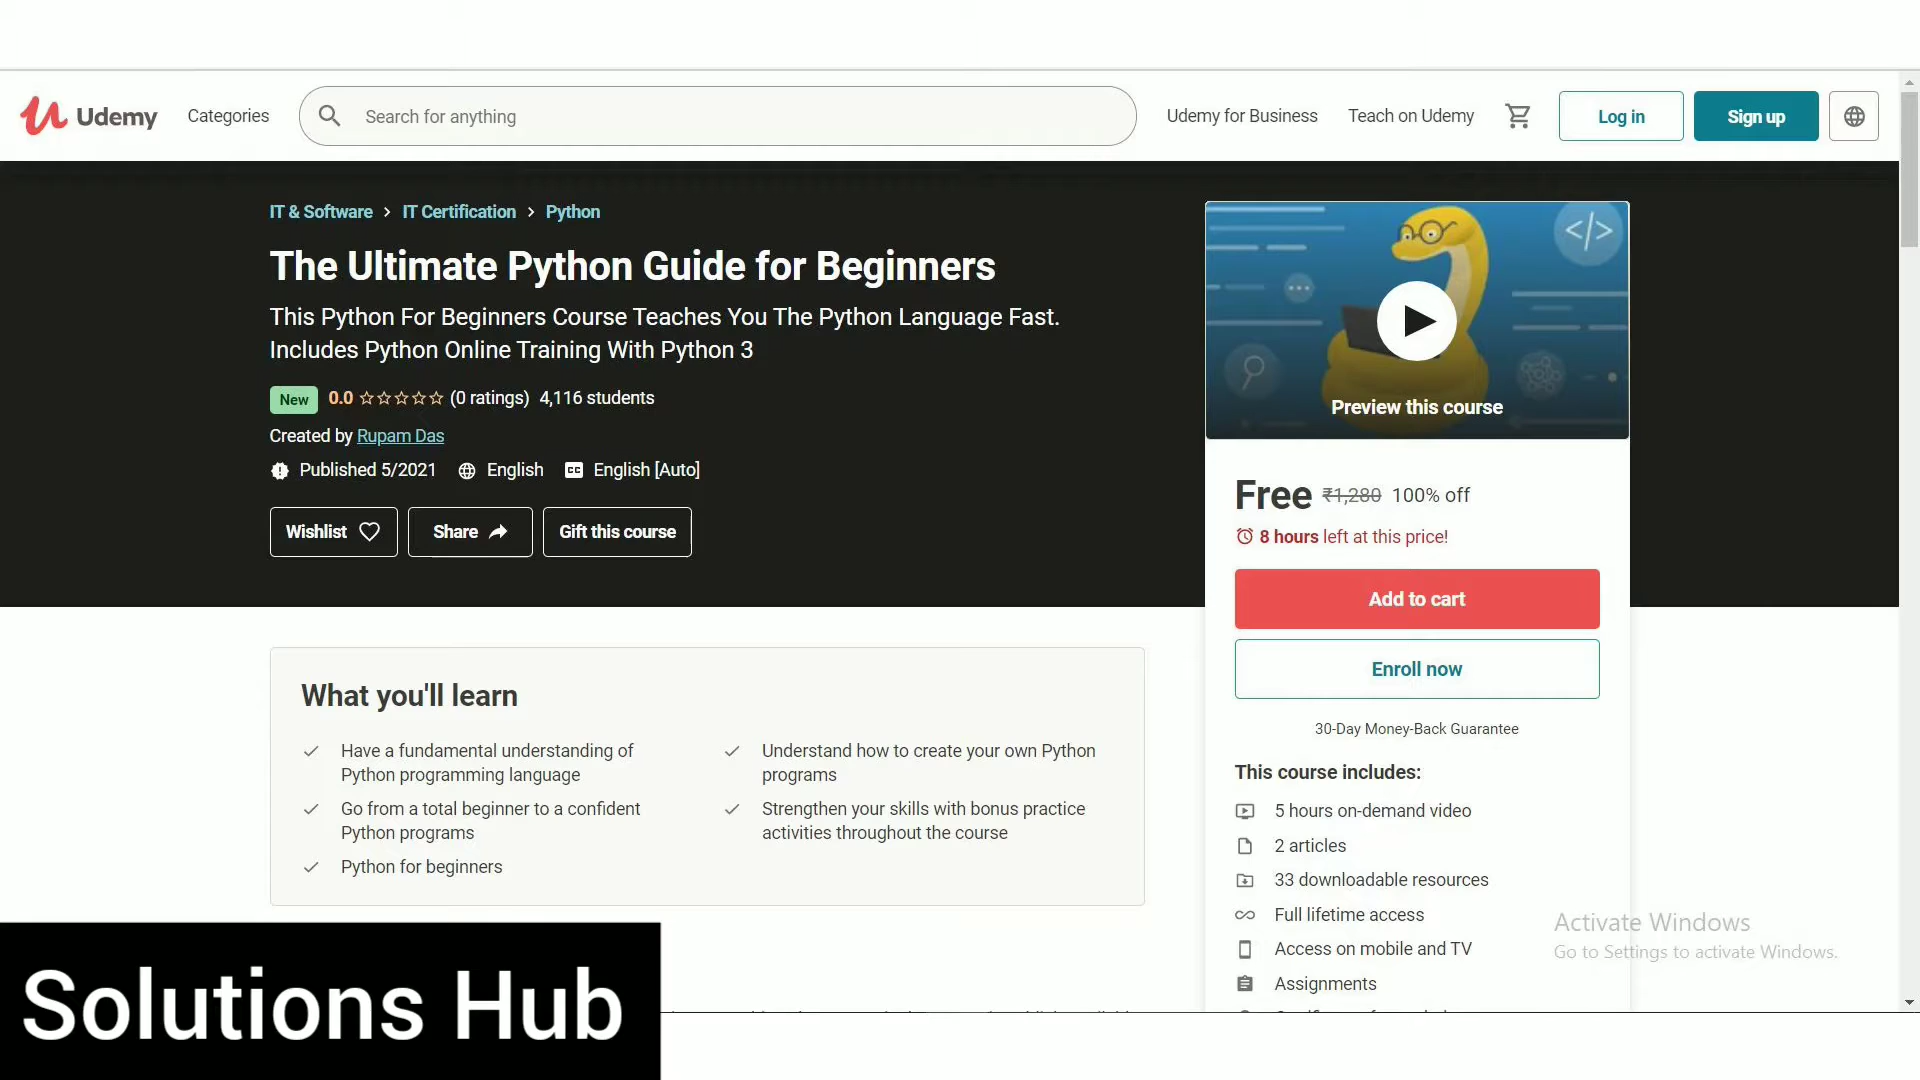 Udemy
Categories
Search for anything
Udemy for Business
Teach on Udemy
Log in
Sign up
IT & Software
IT Certification
Python
The Ultimate Python Guide for Beginners
This Python For Beginners Course Teaches You The Python Language Fast.
Includes Python Online Training With Python 3
New 0.0 (0 ratings) 4,116 students
Created by Rupam Das
Published 5/2021 English CC English [Auto]
Wishlist
Share
Gift this course
</>
Preview this course
Free ₹1,280 100% off
8 hours left at this price!
Add to cart
Enroll now
30-Day Money-Back Guarantee
This course includes:
5 hours on-demand video
2 articles
33 downloadable resources
Full lifetime access
Access on mobile and TV
Assignments
What you'll learn
Have a fundamental understanding of
Python programming language
Go from a total beginner to a confident
Python programs
Python for beginners
Understand how to create your own Python
programs
Strengthen your skills with bonus practice
activities throughout the course
Activate Windows
Go to Settings to activate Windows.
Solutions Hub